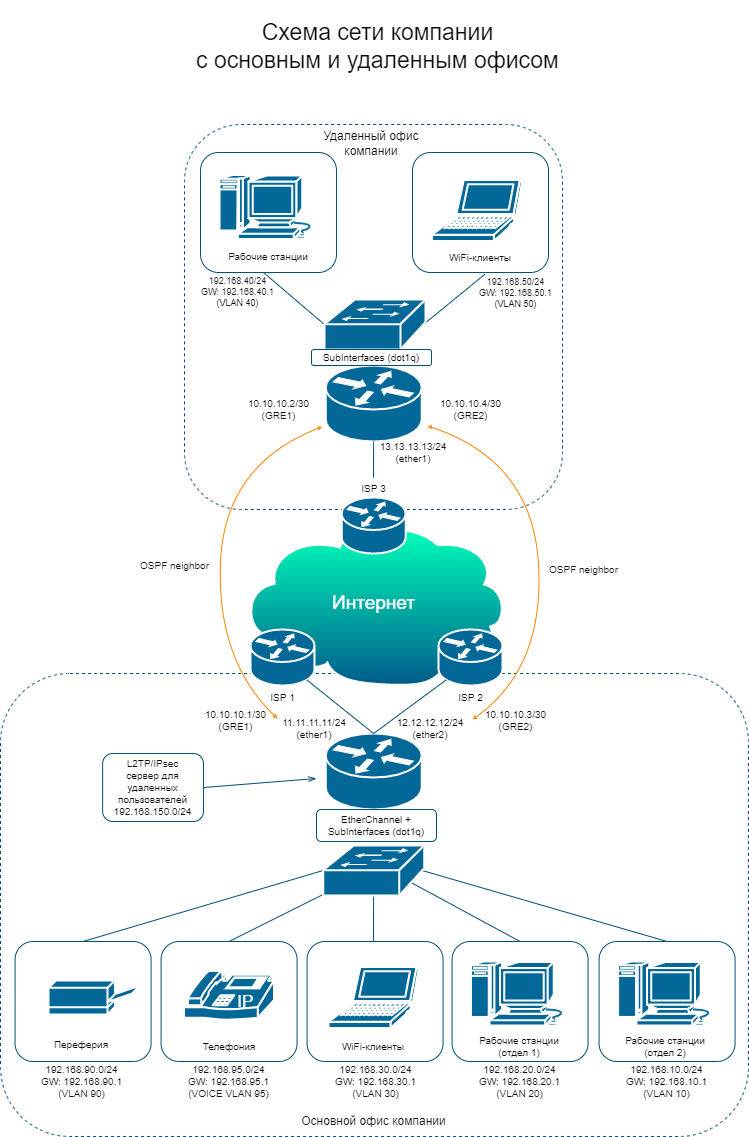 Схема сети компании
с основным и удаленным офисом
Удаленный офис
компании
Рабочие станции
WiFi-клиенты
192.168.40/24
GW: 192.168.40.1
(VLAN 40)
192.168.50/24
GW: 192.168.50.1
(VLAN 50)
SubInterfaces (dot1q)
10.10.10.2/30
(GRE1)
10.10.10.4/30
(GRE2)
13.13.13.13/24
(ether1)
ISP 3
OSPF neighbor
OSPF neighbor
Интернет
ISP 1
ISP 2
10.10.10.1/30
(GRE1)
11.11.11.11/24
(ether1)
12.12.12.12/24
(ether2)
10.10.10.3/30
(GRE2)
L2TP/IPsec
сервер для
удаленных
пользователей
192.168.150.0/24
EtherChannel +
SubInterfaces (dot1q)
IP
Переферия
Телефония
WiFi-клиенты
Рабочие станции
(отдел 1)
Рабочие станции
(отдел 2)
192.168.90.0/24
GW: 192.168.90.1
(VLAN 90)
192.168.95.0/24
GW: 192.168.95.1
(VOICE VLAN 95)
192.168.30.0/24
GW: 192.168.30.1
(VLAN 30)
192.168.20.0/24
GW: 192.168.20.1
(VLAN 20)
192.168.10.0/24
GW: 192.168.10.1
(VLAN 10)
Основной офис компании